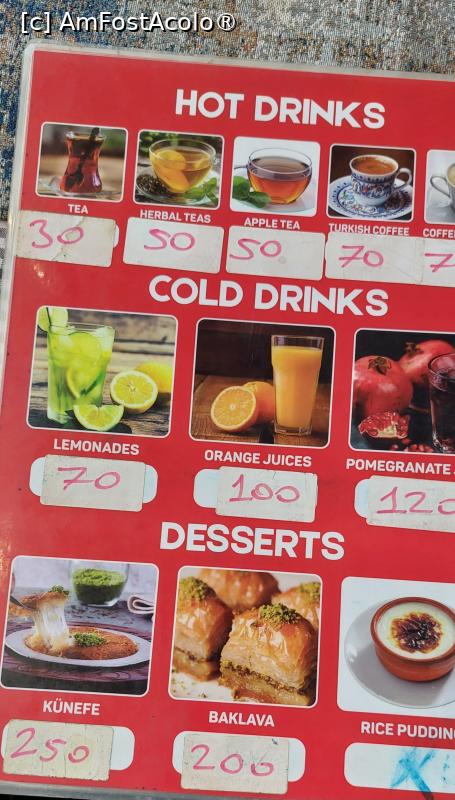 [c] AmFostAcolo®
HOT DRINKS
TEA HERBAL TEAS APPLE TEA TURKISH COFFEE
30 50 50 70
COLD DRINKS
LEMONADES ORANGE JUICES POMEGRANATE
70 100 120
DESSERTS
KÜNEFE BAKLAVA RICE PUDDING
250 200